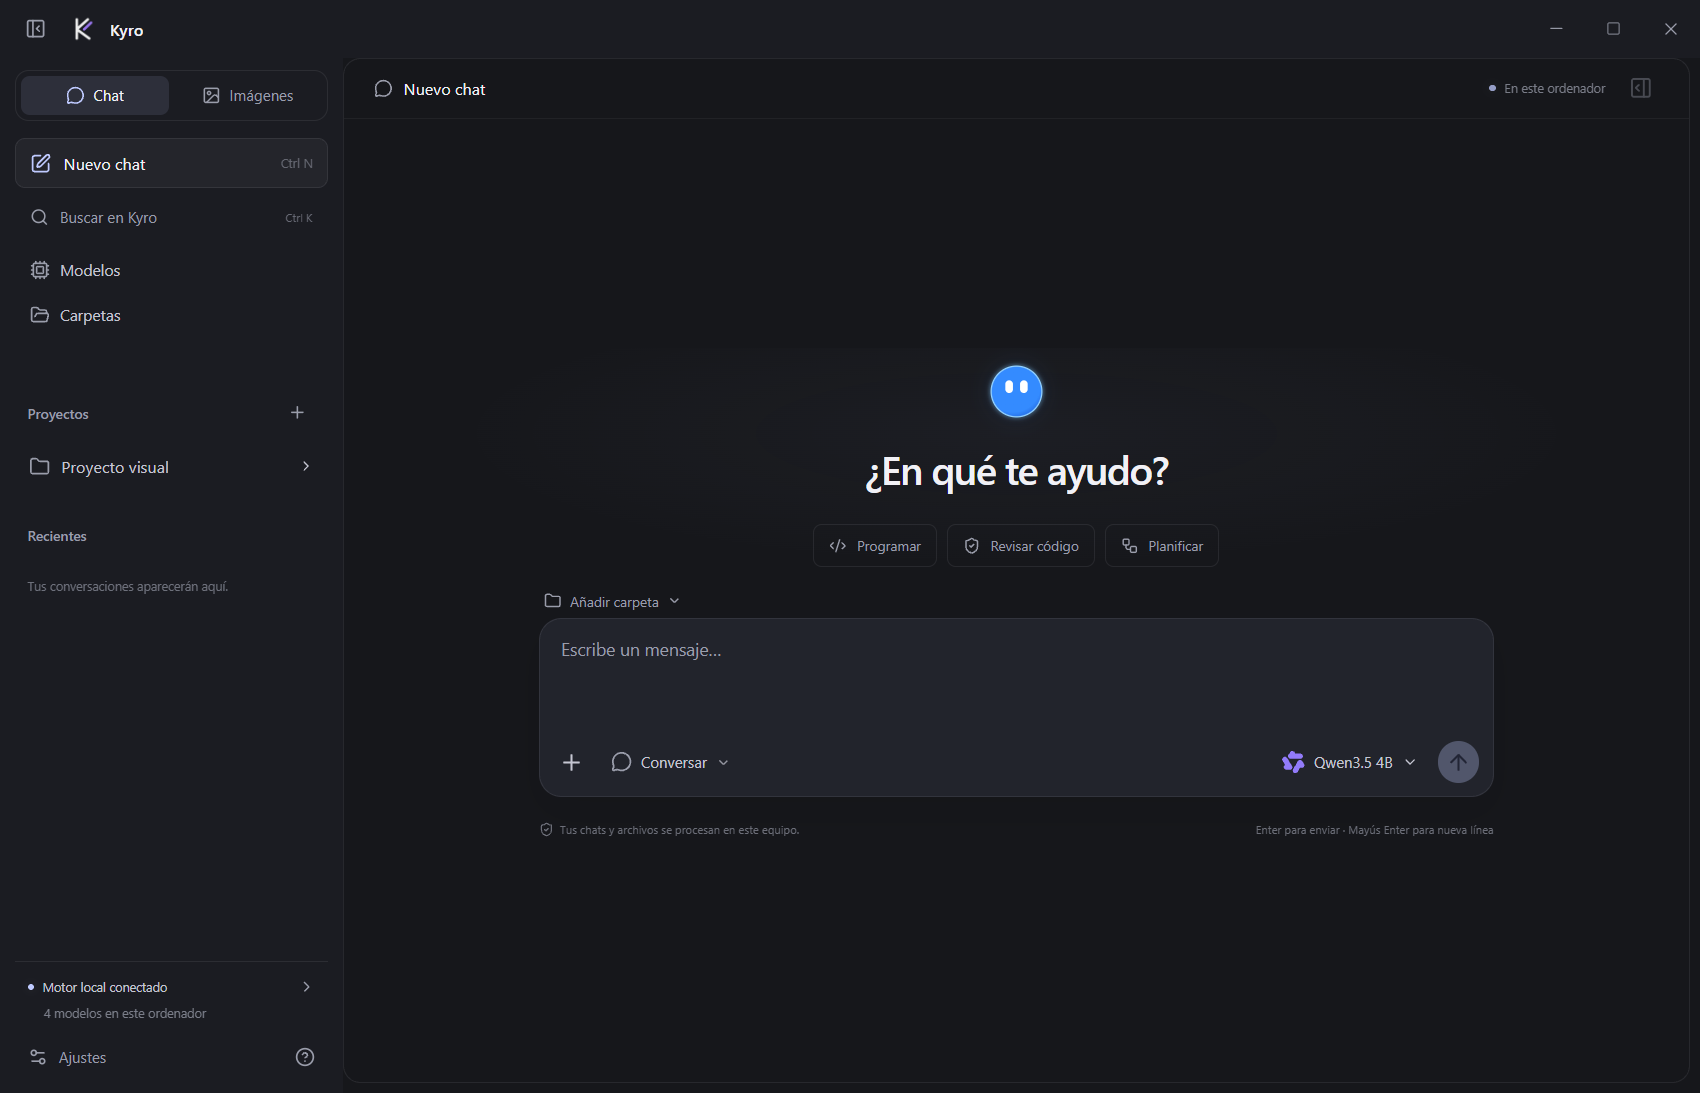 Kyro
Chat
Imágenes
Nuevo chat
Ctrl N
Buscar en Kyro
Ctrl K
Modelos
Carpetas
Proyectos
Proyecto visual
Recientes
Tus conversaciones aparecerán aquí.
Motor local conectado
4 modelos en este ordenador
Ajustes
Nuevo chat
En este ordenador
¿En qué te ayudo?
Programar
Revisar código
Planificar
Añadir carpeta
Escribe un mensaje...
Conversar
Qwen3.5 4B
Tus chats y archivos se procesan en este equipo.
Enter para enviar · Mayús Enter para nueva línea